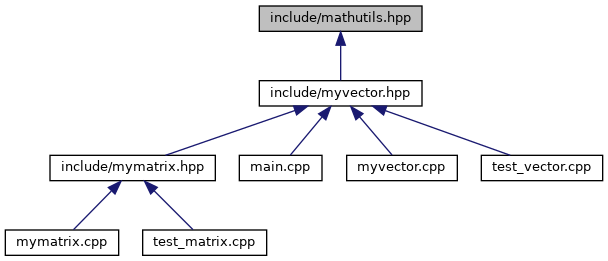 include/mathutils.hpp
include/myvector.hpp
include/mymatrix.hpp
main.cpp
myvector.cpp
test_vector.cpp
mymatrix.cpp
test_matrix.cpp